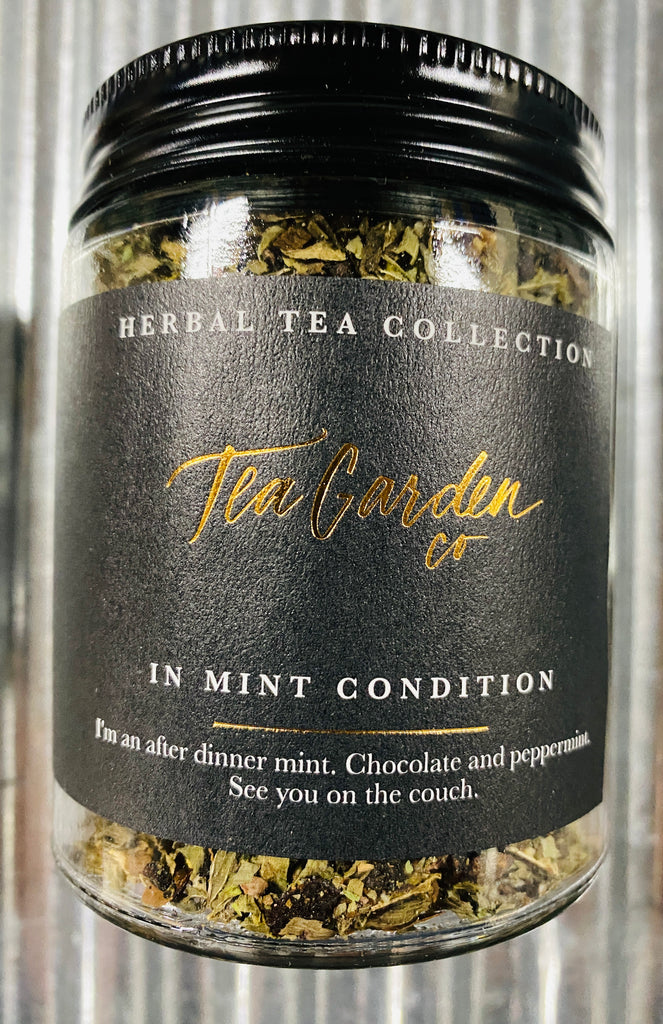 HERBAL TEA COLLECTION
Tea Garden
co
IN MINT CONDITION
I'm an after dinner mint. Chocolate and peppermint.
See you on the couch.